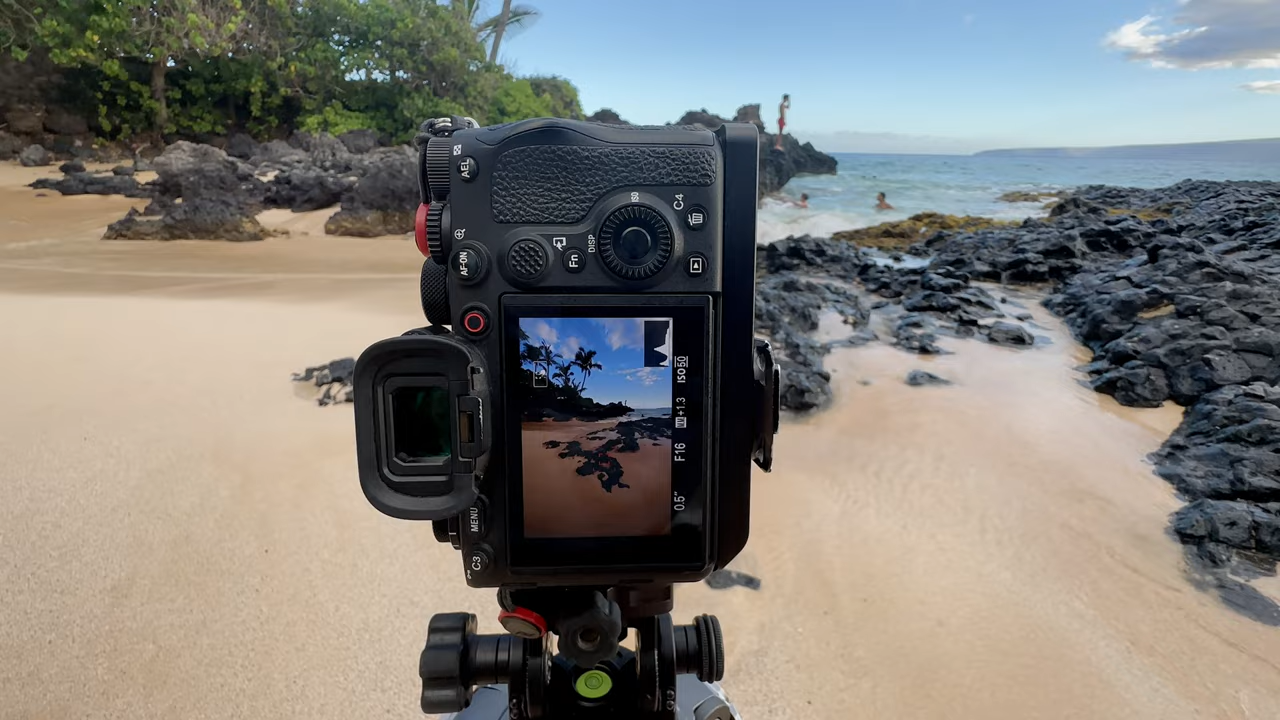 AEL
ISO
C4
DISP
Fn
AF-ON
0.5" F16 +1.3 ISO50
MENU
C3